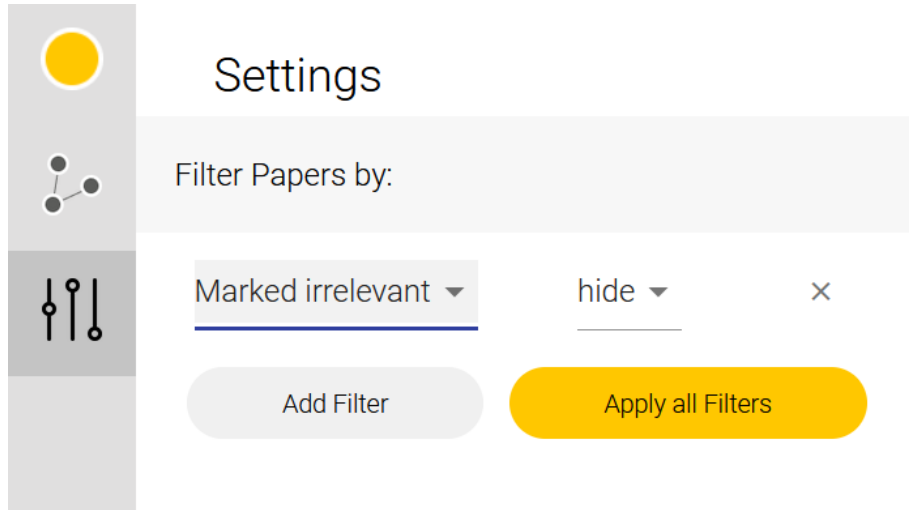 Settings
Filter Papers by:
Marked irrelevant hide ×
Add Filter Apply all Filters